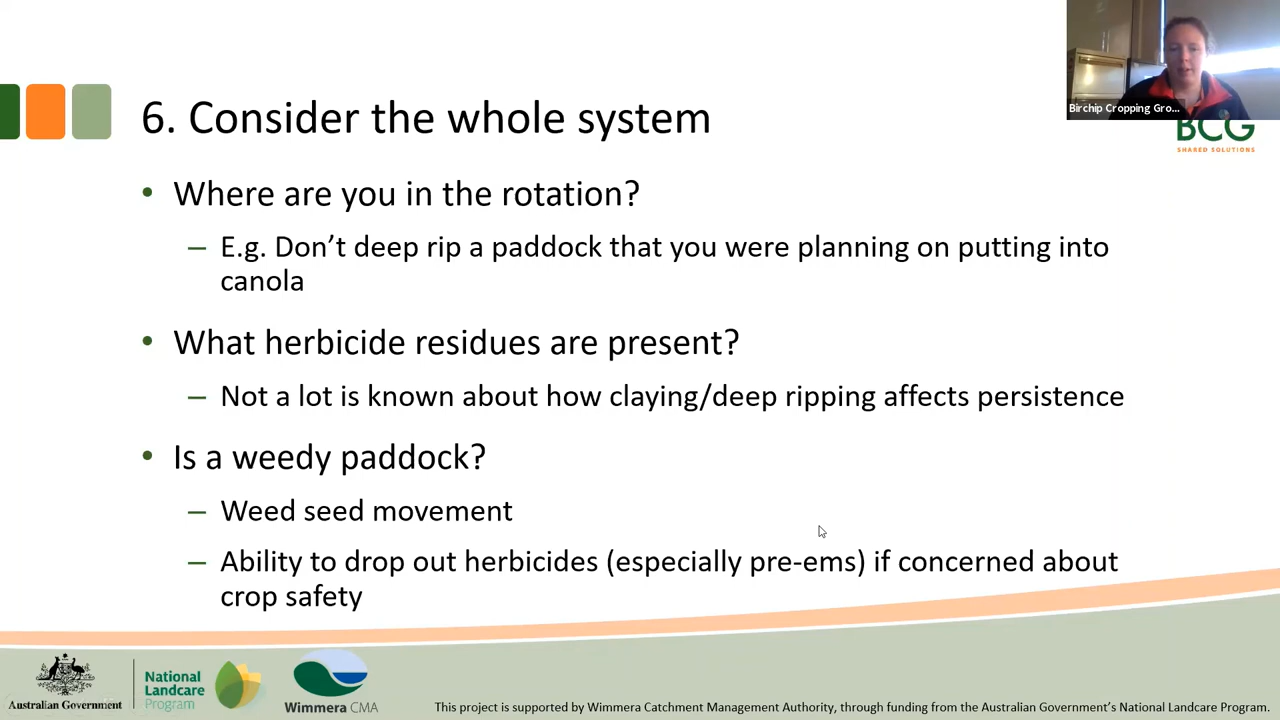 Birchip Cropping Gro...
BCG
SHARED SOLUTIONS
6. Consider the whole system
• Where are you in the rotation?
– E.g. Don’t deep rip a paddock that you were planning on putting into
canola
• What herbicide residues are present?
– Not a lot is known about how claying/deep ripping affects persistence
• Is a weedy paddock?
– Weed seed movement
– Ability to drop out herbicides (especially pre-ems) if concerned about
crop safety
Australian Government
National
Landcare
Program
Wimmera CMA
This project is supported by Wimmera Catchment Management Authority, through funding from the Australian Government’s National Landcare Program.